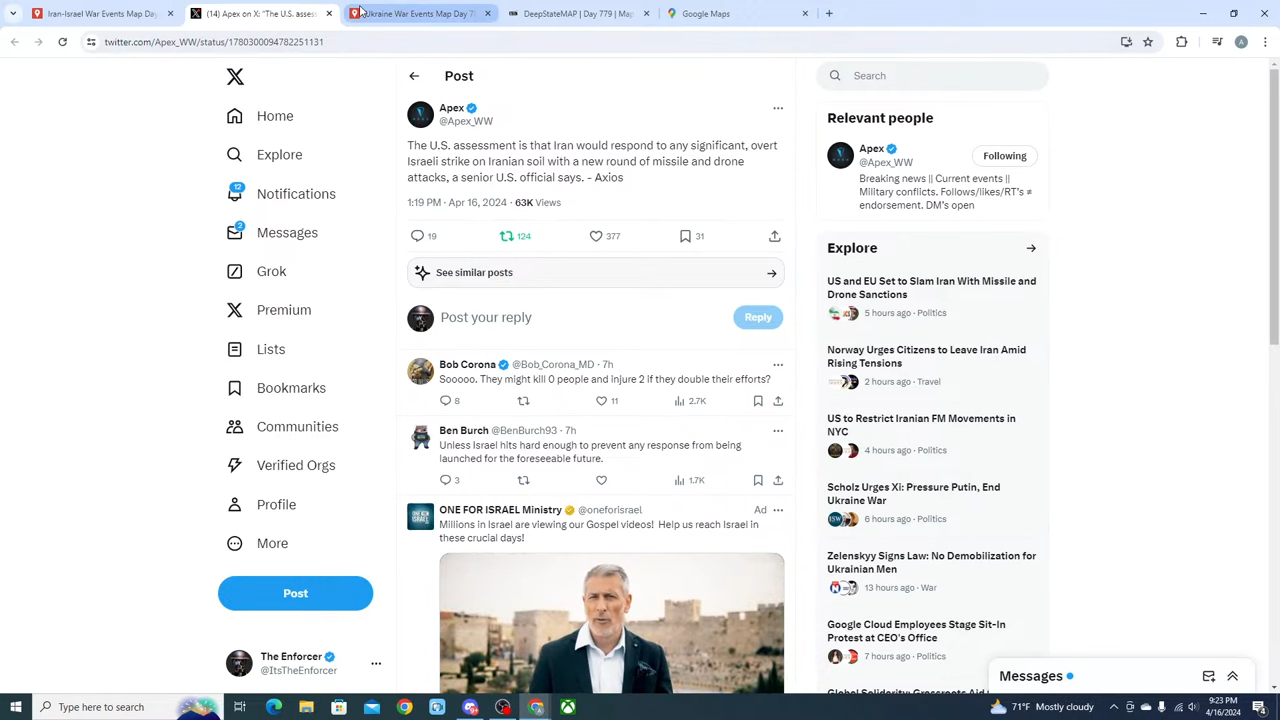 Iran-Israel War Events Map Day
(14) Apex on X: "The U.S. assess
Ukraine War Events Map Day 7
DeepStateMAP | Day 779 | Map
Google Maps
twitter.com/Apex_WW/status/1780300094782251131
A
Post
Search
Home
Explore
12
Notifications
2
Messages
Grok
Premium
Lists
Bookmarks
Communities
Verified Orgs
Profile
More
Post
The Enforcer
@ItsTheEnforcer
Apex
@Apex_WW
The U.S. assessment is that Iran would respond to any significant, overt
Israeli strike on Iranian soil with a new round of missile and drone
attacks, a senior U.S. official says. - Axios
1:19 PM · Apr 16, 2024 · 63K Views
19 124 377 31
See similar posts
Post your reply
Reply
Bob Corona @Bob_Corona_MD · 7h
Sooooo. They might kill 0 people and injure 2 if they double their efforts?
8 11 2.7K
Ben Burch @BenBurch93 · 7h
Unless Israel hits hard enough to prevent any response from being
launched for the foreseeable future.
3 1.7K
ONE FOR ISRAEL Ministry @oneforIsrael Ad
Millions in Israel are viewing our Gospel videos! Help us reach Israel in
these crucial days!
Relevant people
Apex
@Apex_WW
Following
Breaking news || Current events ||
Military conflicts. Follows/likes/RT's ≠
endorsement. DM's open
Explore
US and EU Set to Slam Iran With Missile and
Drone Sanctions
5 hours ago · Politics
Norway Urges Citizens to Leave Iran Amid
Rising Tensions
2 hours ago · Travel
US to Restrict Iranian FM Movements in
NYC
4 hours ago · Politics
Scholz Urges Xi: Pressure Putin, End
Ukraine War
6 hours ago · Politics
Zelenskyy Signs Law: No Demobilization for
Ukrainian Men
13 hours ago · War
Google Cloud Employees Stage Sit-In
Protest at CEO's Office
7 hours ago · Politics
Messages
Type here to search
71°F Mostly cloudy
9:23 PM
4/16/2024